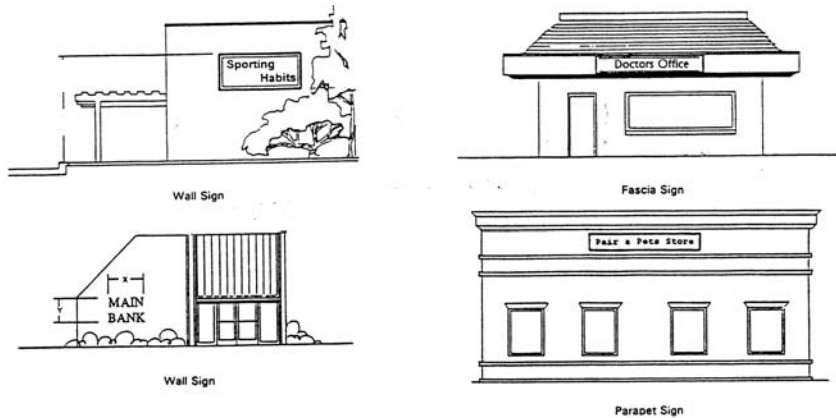 Sporting
Habits
Wall Sign
Doctors Office
Fascia Sign
X
Y
MAIN
BANK
Wall Sign
Pair a Pets Store
Parapet Sign